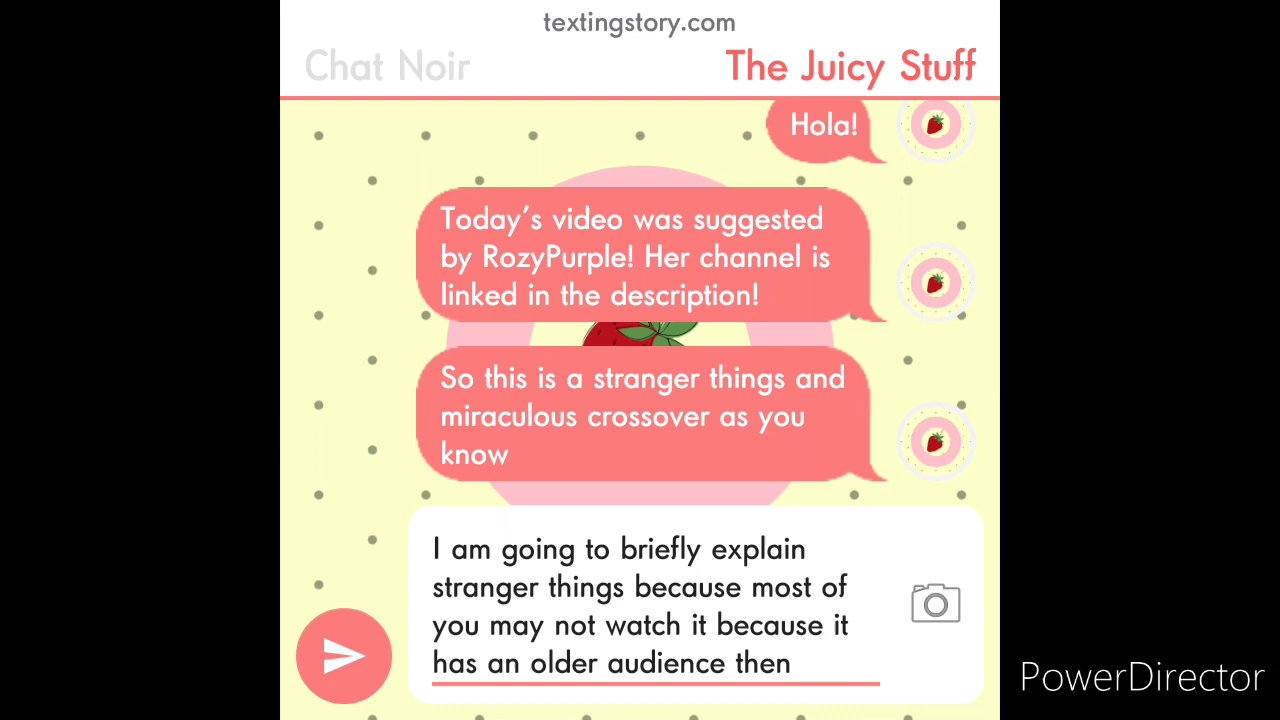 textingstory.com
Chat Noir
The Juicy Stuff
Hola!
Today's video was suggested
by RozyPurple! Her channel is
linked in the description!
So this is a stranger things and
miraculous crossover as you
know
I am going to briefly explain
stranger things because most of
you may not watch it because it
has an older audience then
PowerDirector